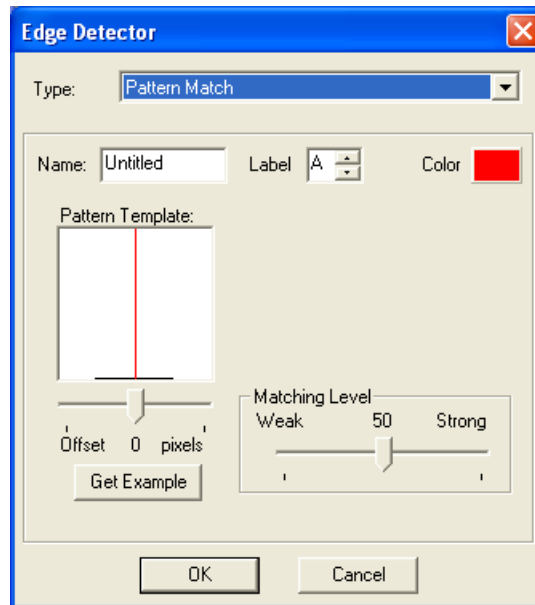 Edge Detector
Type: Pattern Match
Name: Untitled Label A Color
Pattern Template:
Matching Level
Weak 50 Strong
Offset 0 pixels
Get Example
OK Cancel